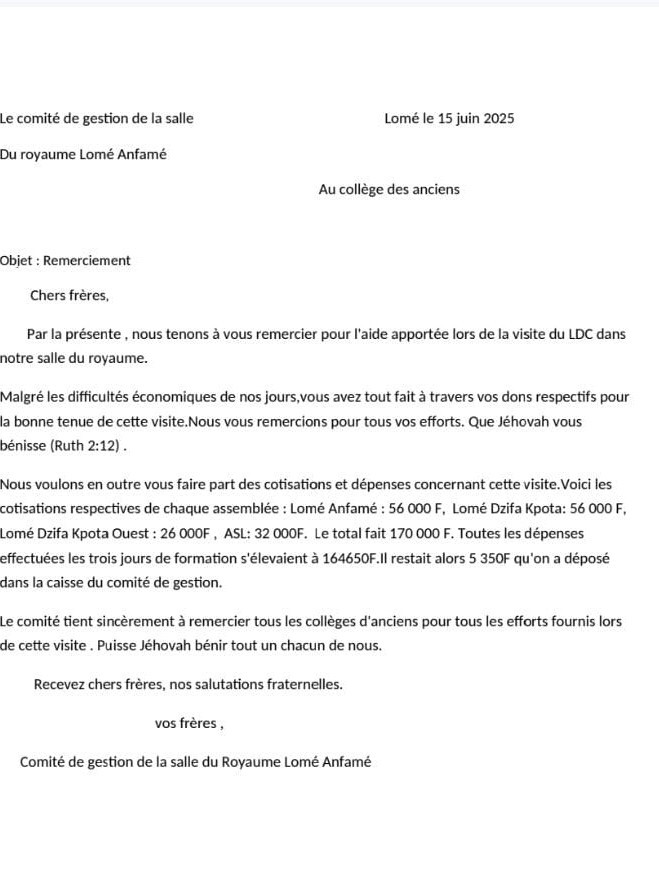 Le comité de gestion de la salle Lomé le 15 juin 2025
Du royaume Lomé Anfamé
Au collège des anciens
Objet : Remerciement
Chers frères,
Par la présente , nous tenons à vous remercier pour l'aide apportée lors de la visite du LDC dans
notre salle du royaume.
Malgré les difficultés économiques de nos jours,vous avez tout fait à travers vos dons respectifs pour
la bonne tenue de cette visite.Nous vous remercions pour tous vos efforts. Que Jéhovah vous
bénisse (Ruth 2:12) .
Nous voulons en outre vous faire part des cotisations et dépenses concernant cette visite.Voici les
cotisations respectives de chaque assemblée : Lomé Anfamé : 56 000 F, Lomé Dzifa Kpota: 56 000 F,
Lomé Dzifa Kpota Ouest : 26 000F , ASL: 32 000F. Le total fait 170 000 F. Toutes les dépenses
effectuées les trois jours de formation s'élevaient à 164650F.Il restait alors 5 350F qu'on a déposé
dans la caisse du comité de gestion.
Le comité tient sincèrement à remercier tous les collèges d'anciens pour tous les efforts fournis lors
de cette visite . Puisse Jéhovah bénir tout un chacun de nous.
Recevez chers frères, nos salutations fraternelles.
vos frères ,
Comité de gestion de la salle du Royaume Lomé Anfamé